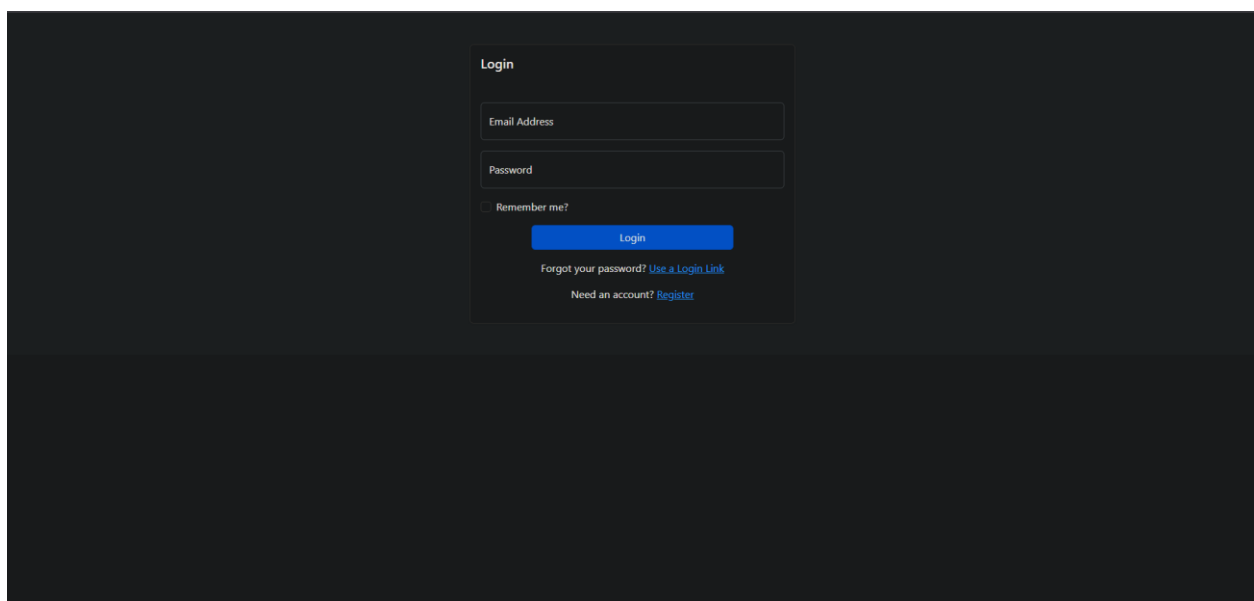 Login
Email Address
Password
Remember me?
Login
Forgot your password? Use a Login Link
Need an account? Register